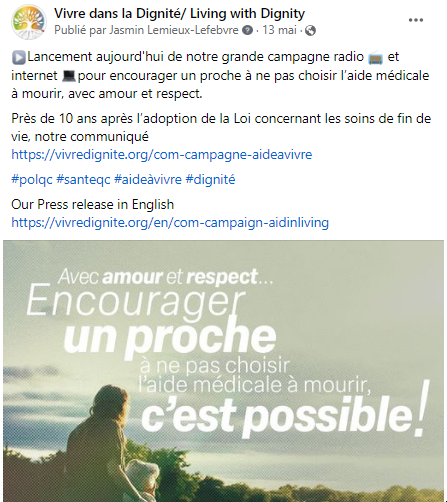 Vivre dans la Dignité/ Living with Dignity
Publié par Jasmin Lemieux-Lefebvre · 13 mai ·
Lancement aujourd'hui de notre grande campagne radio et
internet pour encourager un proche à ne pas choisir l'aide médicale
à mourir, avec amour et respect.
Près de 10 ans après l'adoption de la Loi concernant les soins de fin de
vie, notre communiqué
https://vivredignite.org/com-campagne-aideavivre
#polqc #santeqc #aideàvivre #dignité
Our Press release in English
https://vivredignite.org/en/com-campaign-aidinliving
Avec amour et respect...
Encourager
un proche
à ne pas choisir
l'aide médicale à mourir,
c'est possible!